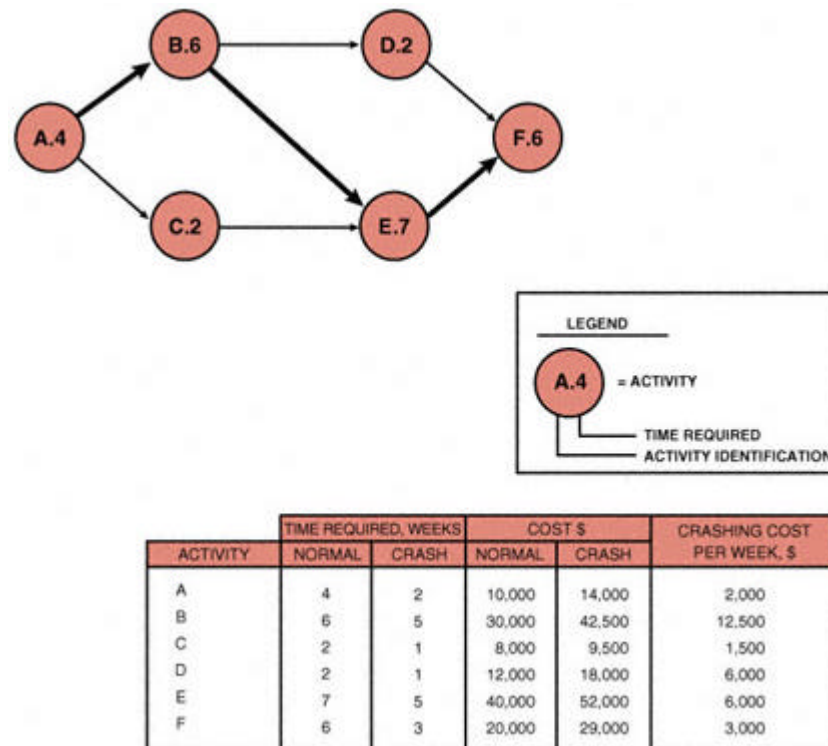 B.6 D.2
A.4 F.6
C.2 E.7
LEGEND
A.4 = ACTIVITY
TIME REQUIRED
ACTIVITY IDENTIFICATION
TIME REQUIRED, WEEKS COST $ CRASHING COST
ACTIVITY NORMAL CRASH NORMAL CRASH PER WEEK, $
A 4 2 10,000 14,000 2,000
B 6 5 30,000 42,500 12,500
C 2 1 8,000 9,500 1,500
D 2 1 12,000 18,000 6,000
E 7 5 40,000 52,000 6,000
F 6 3 20,000 29,000 3,000